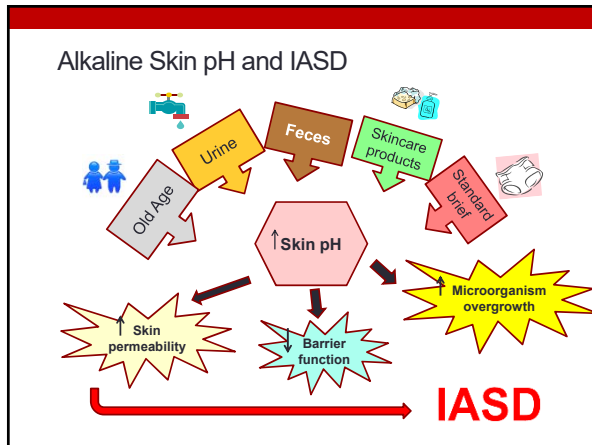 Alkaline Skin pH and IASD
Old Age
Urine
Feces
Skincare
products
Standard
brief
↑Skin pH
↑ Skin
permeability
↓ Barrier
function
↑ Microorganism
overgrowth
IASD